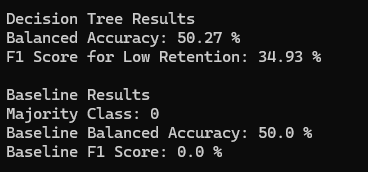 Decision Tree Results
Balanced Accuracy: 50.27 %
F1 Score for Low Retention: 34.93 %
Baseline Results
Majority Class: 0
Baseline Balanced Accuracy: 50.0 %
Baseline F1 Score: 0.0 %